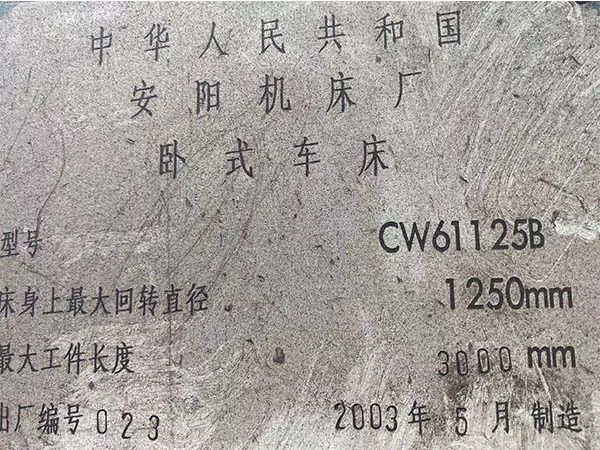 中华人民共和国
安阳机床厂
卧式车床
型号 CW61125B
床身上最大回转直径 1250mm
最大工件长度 3000mm
出厂编号 023 2003年5月制造